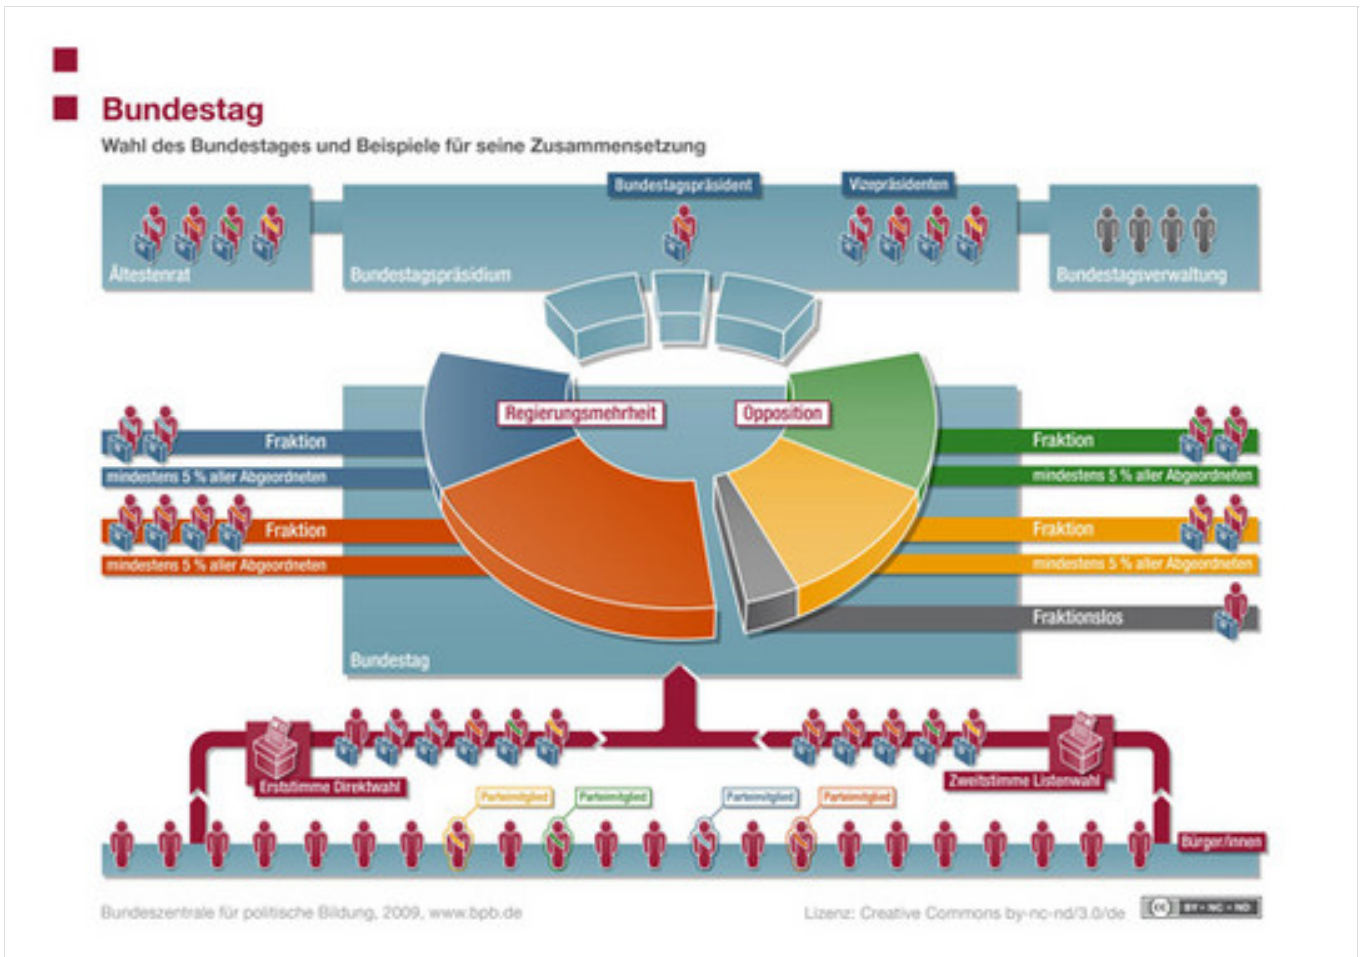 Bundestag
Wahl des Bundestages und Beispiele für seine Zusammensetzung
Bundestagspräsident
Vizepräsidenten
Ältestenrat
Bundestagspräsidium
Bundestagsverwaltung
Regierungsmehrheit
Opposition
Fraktion
mindestens 5 % aller Abgeordneten
Fraktion
mindestens 5 % aller Abgeordneten
Fraktion
mindestens 5 % aller Abgeordneten
Fraktion
mindestens 5 % aller Abgeordneten
Fraktionslos
Bundestag
Erststimme Direktwahl
Zweitstimme Listenwahl
Parteimitglied
Parteimitglied
Parteimitglied
Parteimitglied
Bürger/innen
Bundeszentrale für politische Bildung, 2009, www.bpb.de
Lizenz: Creative Commons by-nc-nd/3.0/de
cc BY - NC - ND